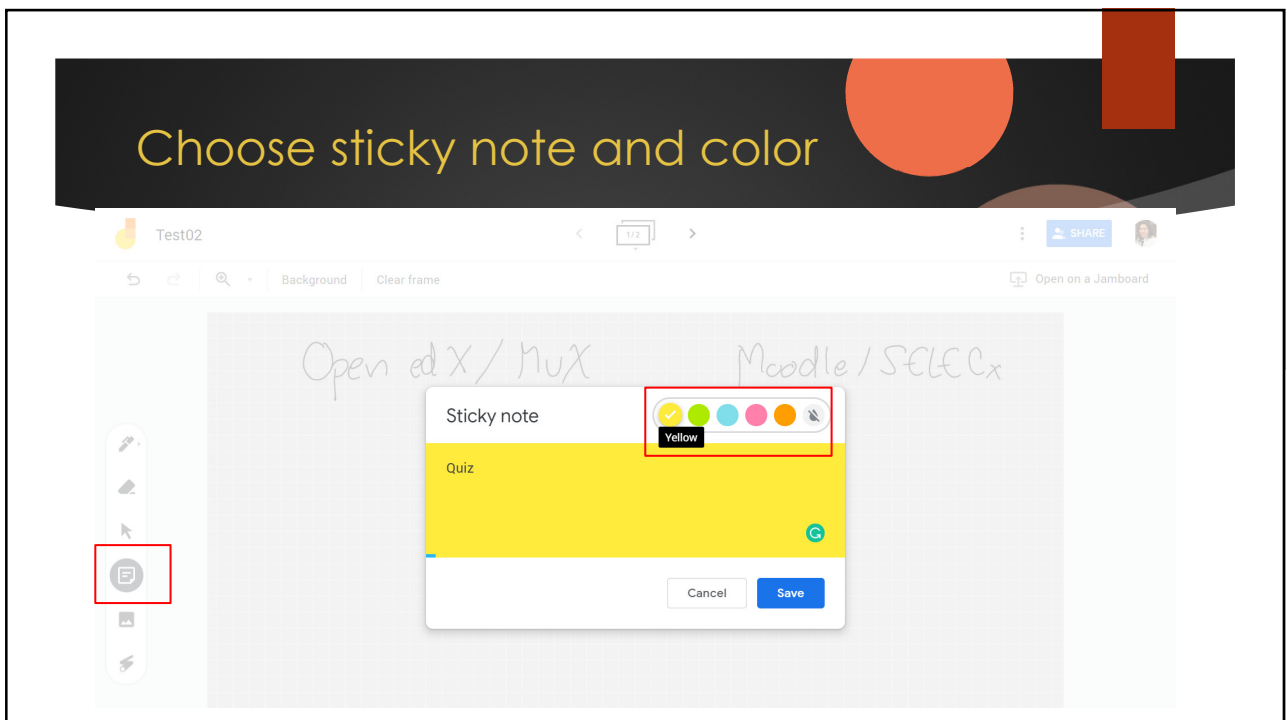 Choose sticky note and color
Test02
1/2
SHARE
Background Clear frame
Open on a Jamboard
Open edX / MuX Moodle / SELECx
Sticky note
Yellow
Quiz
Cancel Save